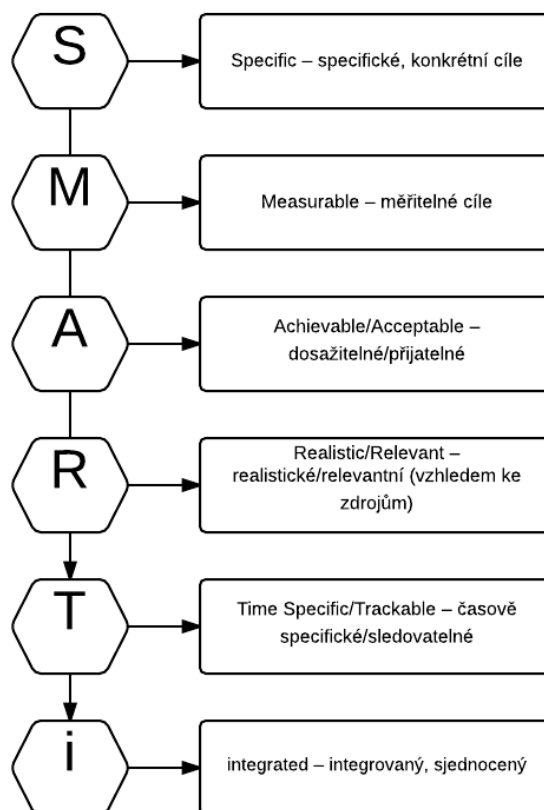 S
Specific – specifické, konkrétní cíle
M
Measurable – měřitelné cíle
A
Achievable/Acceptable –
dosažitelné/přijatelné
R
Realistic/Relevant –
realistické/relevantní (vzhledem ke
zdrojům)
T
Time Specific/Trackable – časově
specifické/sledovatelné
i
integrated – integrovaný, sjednocený